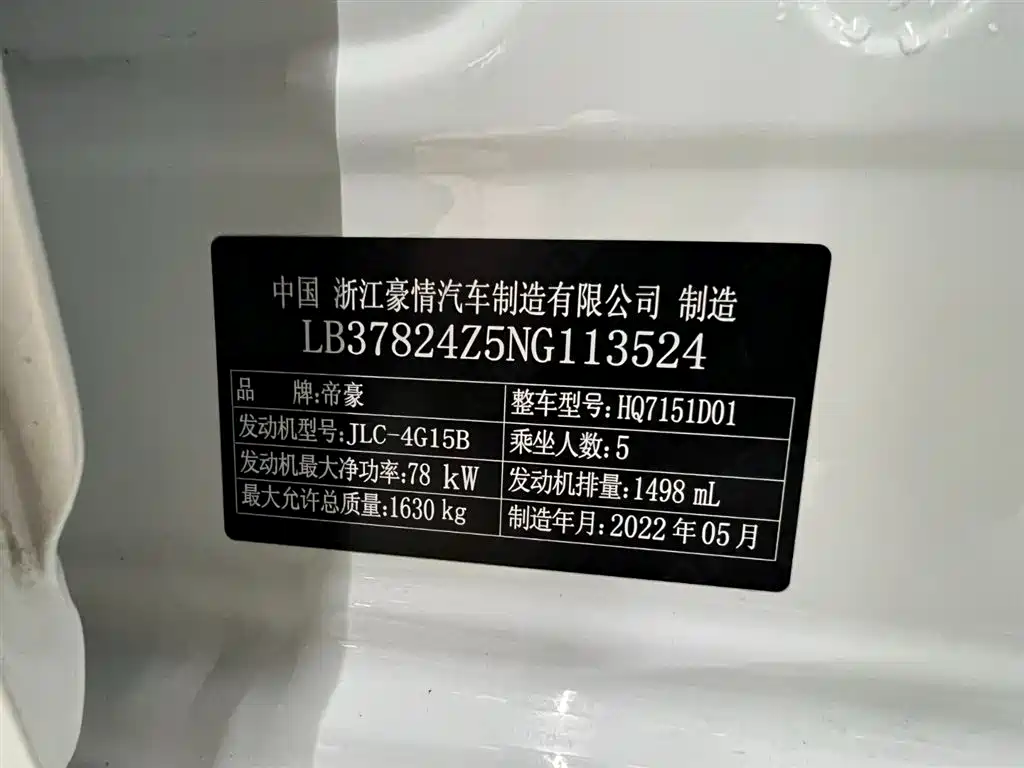 中国 浙江豪情汽车制造有限公司 制造
LB37824Z5NG113524
品 牌:帝豪 整车型号:HQ7151D01
发动机型号:JLC-4G15B 乘坐人数:5
发动机最大净功率:78 kW 发动机排量:1498 mL
最大允许总质量:1630 kg 制造年月:2022 年 05 月